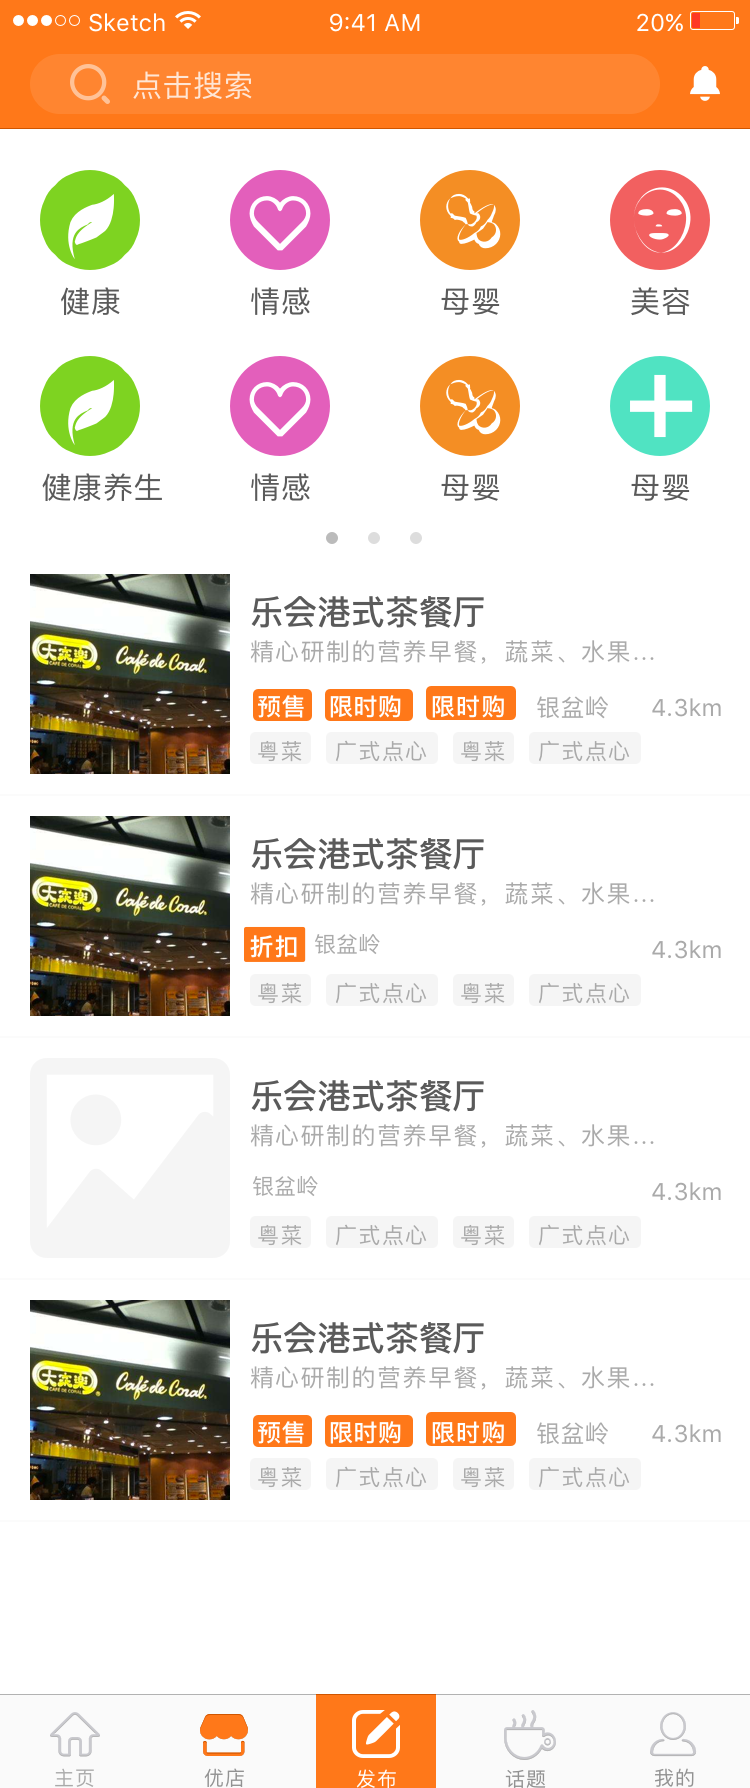 Sketch 9:41 AM 20%
点击搜索
健康 情感 母婴 美容
健康养生 情感 母婴 母婴
乐会港式茶餐厅
精心研制的营养早餐，蔬菜、水果...
预售 限时购 限时购 银盆岭 4.3km
粤菜 广式点心 粤菜 广式点心
大家樂 CAFÉ DE CORAL Café de Coral.
乐会港式茶餐厅
精心研制的营养早餐，蔬菜、水果...
折扣 银盆岭 4.3km
粤菜 广式点心 粤菜 广式点心
大家樂 CAFÉ DE CORAL Café de Coral.
乐会港式茶餐厅
精心研制的营养早餐，蔬菜、水果...
银盆岭 4.3km
粤菜 广式点心 粤菜 广式点心
乐会港式茶餐厅
精心研制的营养早餐，蔬菜、水果...
预售 限时购 限时购 银盆岭 4.3km
粤菜 广式点心 粤菜 广式点心
大家樂 CAFÉ DE CORAL Café de Coral.
主页 优店 发布 话题 我的